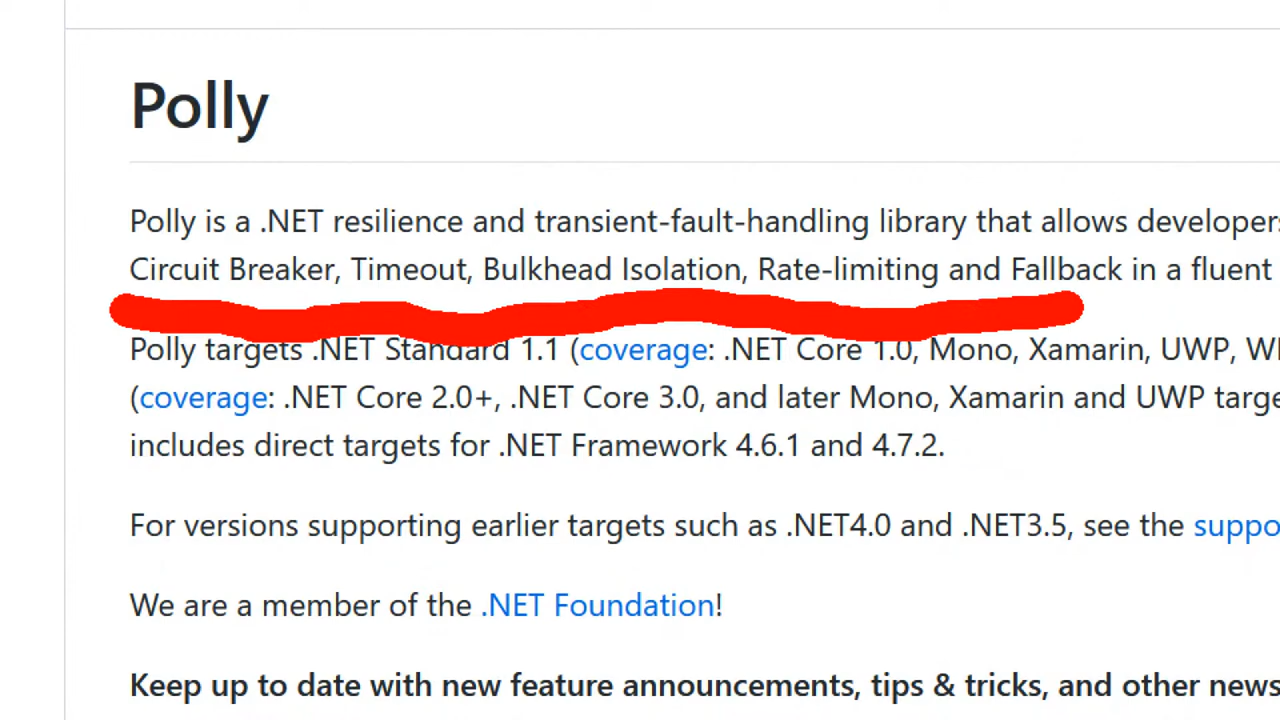 Polly
Polly is a .NET resilience and transient-fault-handling library that allows developers
Circuit Breaker, Timeout, Bulkhead Isolation, Rate-limiting and Fallback in a fluent
Polly targets .NET Standard 1.1 (coverage: .NET Core 1.0, Mono, Xamarin, UWP,
(coverage: .NET Core 2.0+, .NET Core 3.0, and later Mono, Xamarin and UWP
includes direct targets for .NET Framework 4.6.1 and 4.7.2.
For versions supporting earlier targets such as .NET4.0 and .NET3.5, see the
We are a member of the .NET Foundation!
Keep up to date with new feature announcements, tips & tricks, and other news